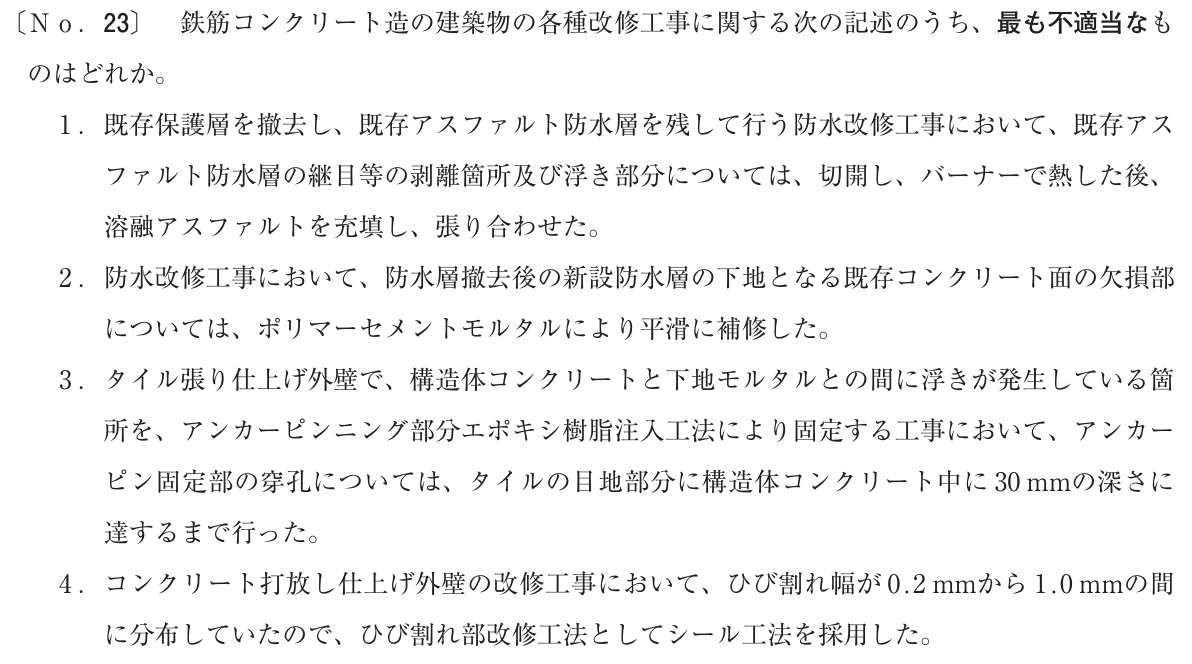 〔Ｎｏ．23〕　鉄筋コンクリート造の建築物の各種改修工事に関する次の記述のうち、最も不適当なも
のはどれか。
１．既存保護層を撤去し、既存アスファルト防水層を残して行う防水改修工事において、既存アス
ファルト防水層の継目等の剥離箇所及び浮き部分については、切開し、バーナーで熱した後、
溶融アスファルトを充填し、張り合わせた。
２．防水改修工事において、防水層撤去後の新設防水層の下地となる既存コンクリート面の欠損部
については、ポリマーセメントモルタルにより平滑に補修した。
３．タイル張り仕上げ外壁で、構造体コンクリートと下地モルタルとの間に浮きが発生している箇
所を、アンカーピンニング部分エポキシ樹脂注入工法により固定する工事において、アンカー
ピン固定部の穿孔については、タイルの目地部分に構造体コンクリート中に 30 mmの深さに
達するまで行った。
４．コンクリート打放し仕上げ外壁の改修工事において、ひび割れ幅が 0.2 mmから 1.0 mmの間
に分布していたので、ひび割れ部改修工法としてシール工法を採用した。